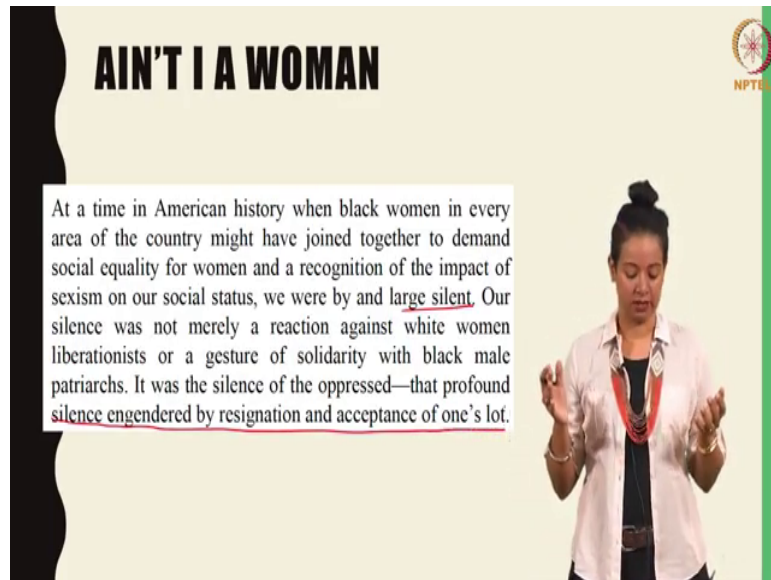 AIN'T I A WOMAN
NPTEL
At a time in American history when black women in every
area of the country might have joined together to demand
social equality for women and a recognition of the impact of
sexism on our social status, we were by and large silent. Our
silence was not merely a reaction against white women
liberationists or a gesture of solidarity with black male
patriarchs. It was the silence of the oppressed—that profound
silence engendered by resignation and acceptance of one's lot.